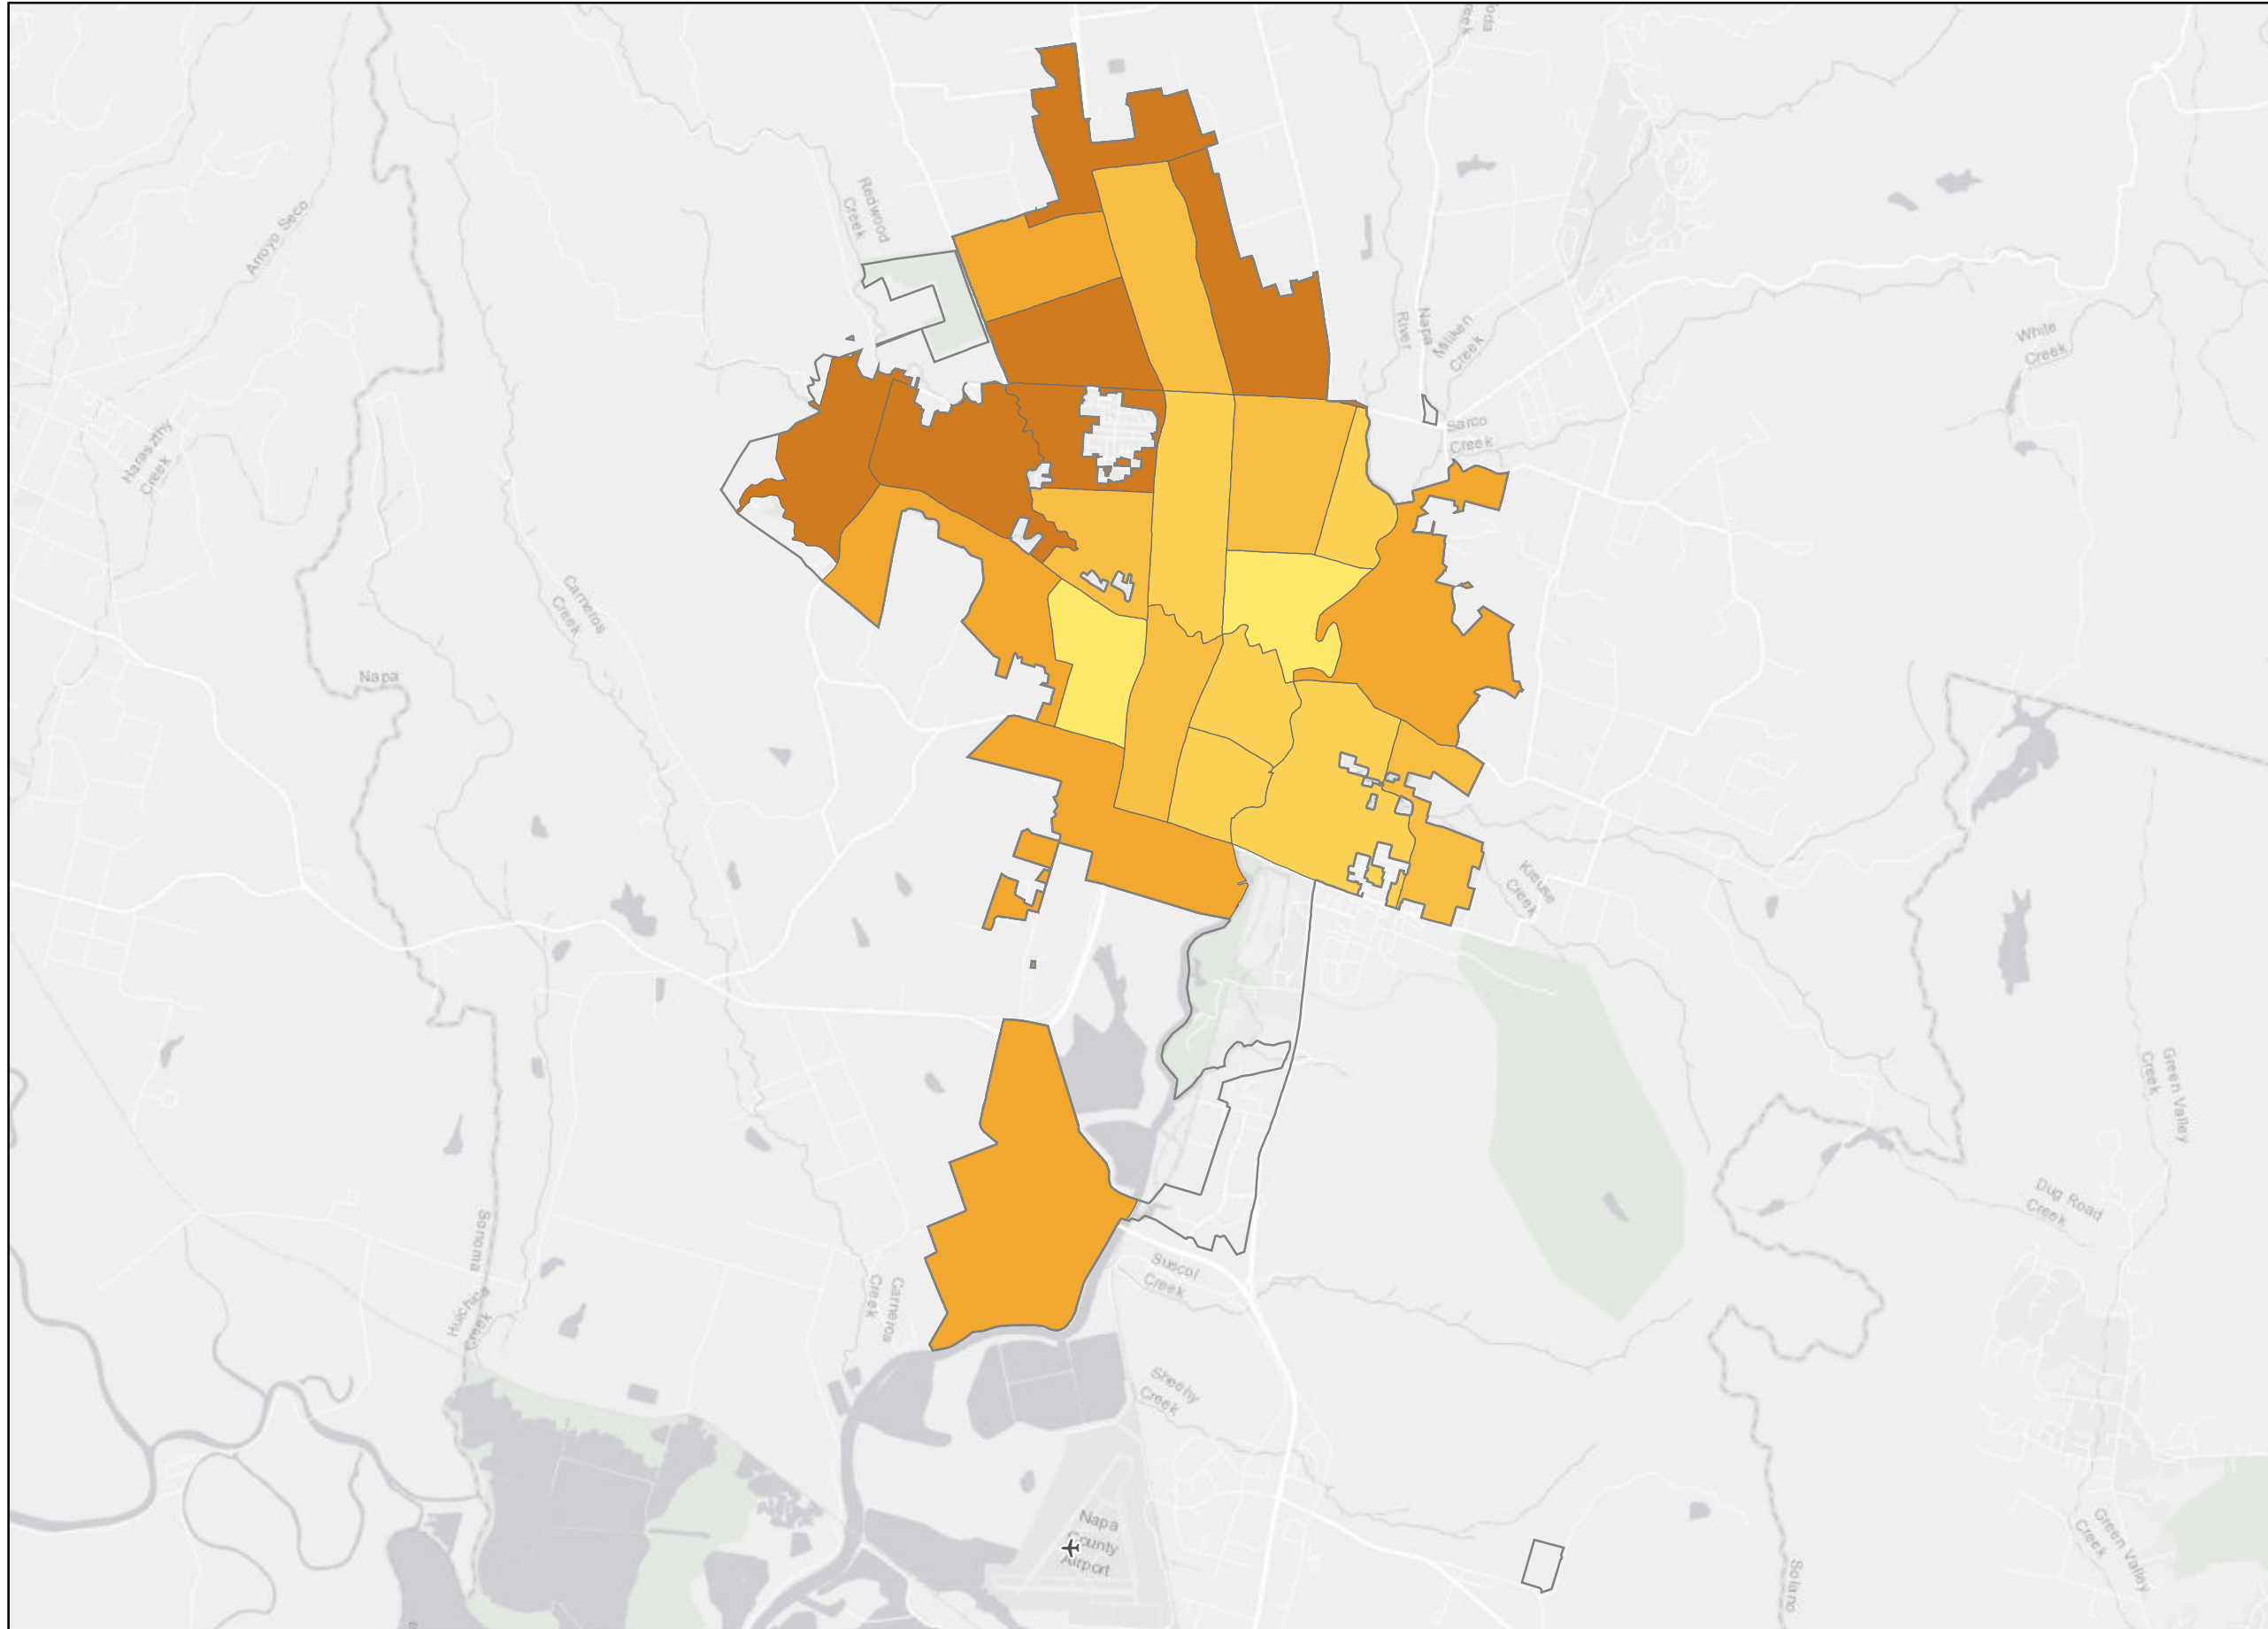 Redwood
Creek
Arroyo Seco
Napa
River
Milliken
Creek
White
Creek
Sarco
Creek
Haraszthy
Creek
Carneros
Creek
Napa
Kreuse
Creek
Green Valley
Creek
Dug Road
Creek
Sonoma
Huichica
Creek
Carneros
Creek
Suscol
Creek
Sheehy
Creek
Napa
County
Airport
Green Valley
Creek
Solano